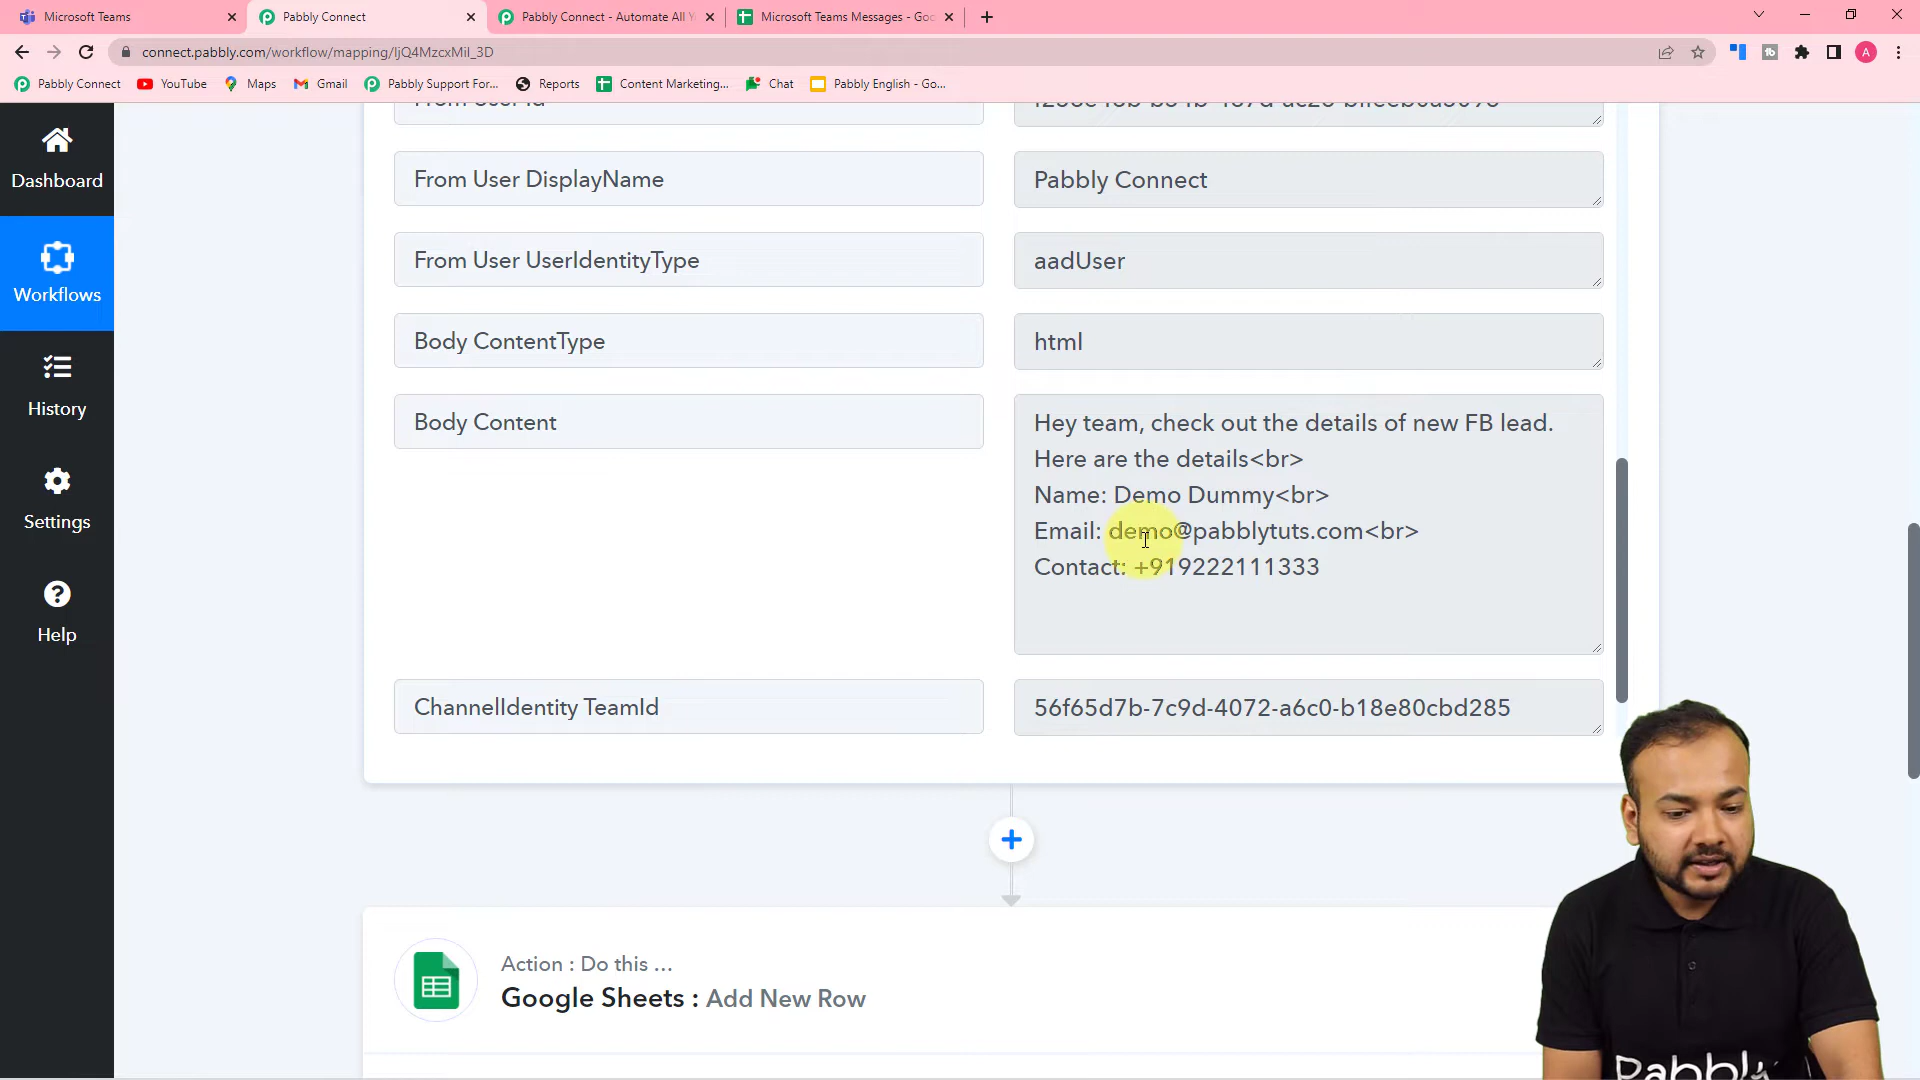 Microsoft Teams
Pabbly Connect
Pabbly Connect - Automate All Y
Microsoft Teams Messages - Goo
connect.pabbly.com/workflow/mapping/IjQ4MzcxMiI_3D
A
Pabbly Connect
YouTube
Maps
Gmail
Pabbly Support For...
Reports
Content Marketing...
Chat
Pabbly English - Go...
Dashboard
Workflows
History
Settings
Help
From User DisplayName
Pabbly Connect
From User UserIdentityType
aadUser
Body ContentType
html
Body Content
Hey team, check out the details of new FB lead.
Here are the details<br>
Name: Demo Dummy<br>
Email: demo@pabblytuts.com<br>
Contact: +919222111333
ChannelIdentity TeamId
56f65d7b-7c9d-4072-a6c0-b18e80cbd285
Action : Do this ...
Google Sheets : Add New Row
Pabbly